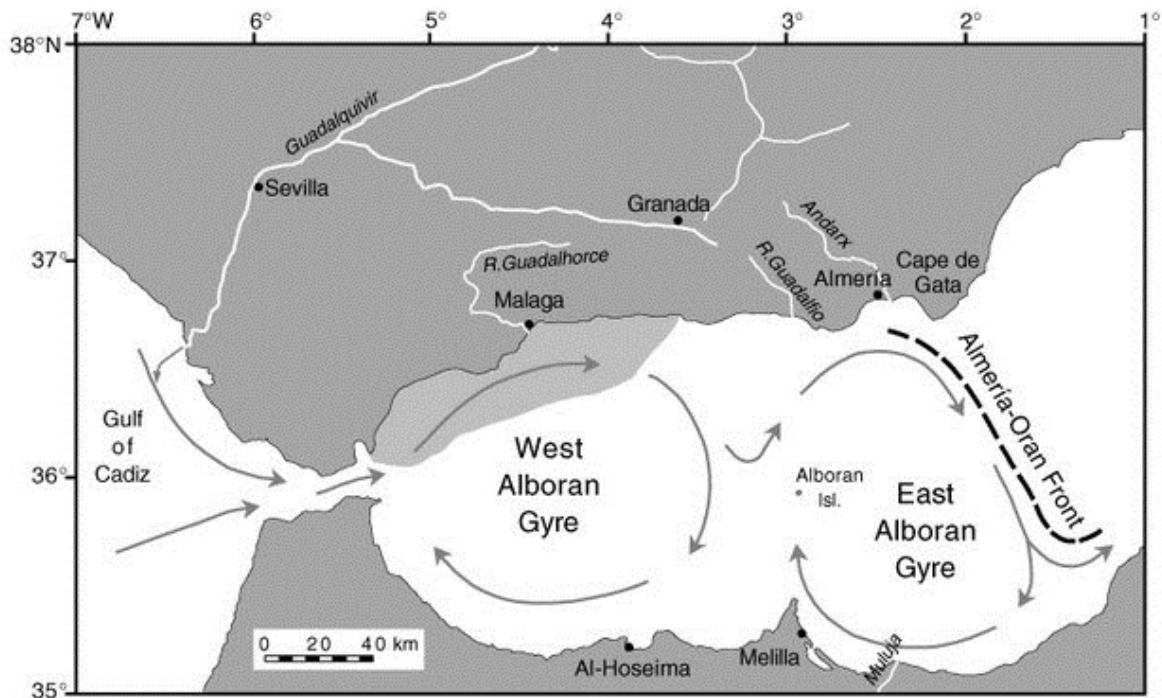 7°W 6° 5° 4° 3° 2° 1°
38°N
Guadalquivir
Sevilla
Granada
Andarx
37°
R.Guadalhorce
R.Guadalfio
Almería
Cape de
Gata
Malaga
Almería-Oran Front
Gulf
of
Cadiz
West
Alboran
Gyre
36°
Alboran
Isl.
East
Alboran
Gyre
0 20 40 km
Al-Hoseima
Melilla
Muluja
35°